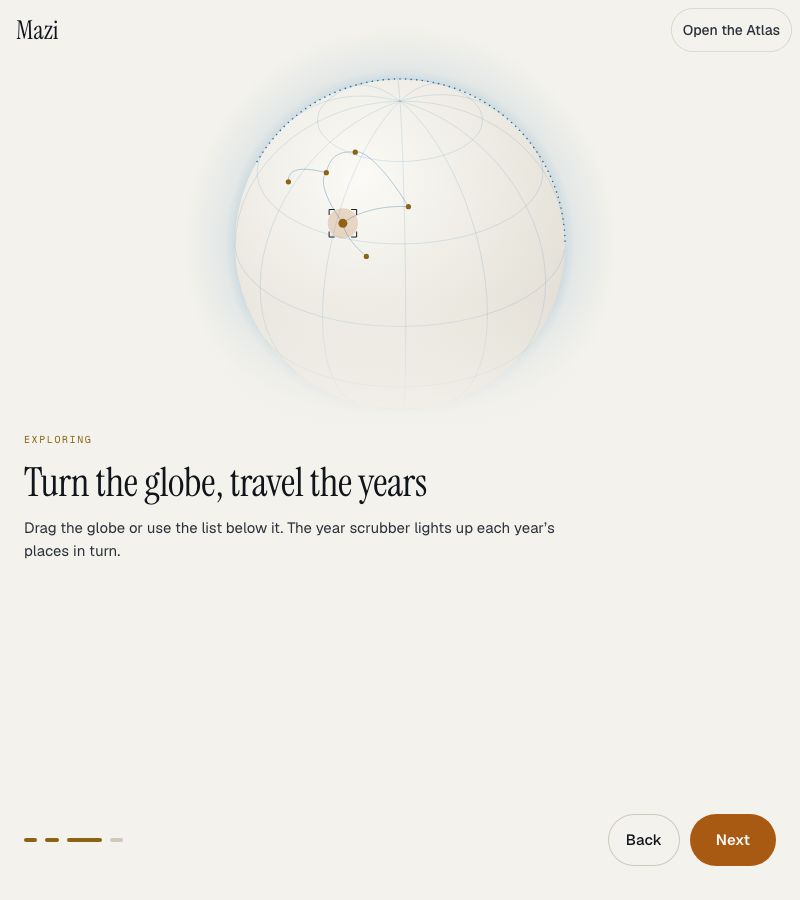 Mazi
Open the Atlas
EXPLORING
Turn the globe, travel the years
Drag the globe or use the list below it. The year scrubber lights up each year’s
places in turn.
Back
Next